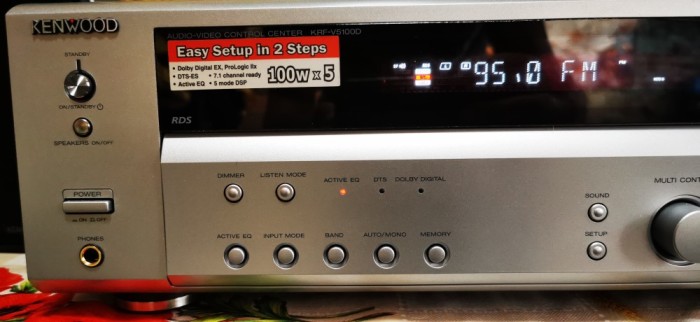 KENWOOD
AUDIO-VIDEO CONTROL CENTER KRF-V5100D
Easy Setup in 2 Steps
• Dolby Digital EX, ProLogic IIx
• DTS-ES • 7.1 channel ready
• Active EQ • 5 mode DSP
100W x 5
95.0 FM
RDS
STANDBY
ON/STANDBY
SPEAKERS ON/OFF
POWER
ON OFF
PHONES
DIMMER LISTEN MODE ACTIVE EQ DTS DOLBY DIGITAL
ACTIVE EQ INPUT MODE BAND AUTO/MONO MEMORY
SOUND
SETUP
MULTI CONT